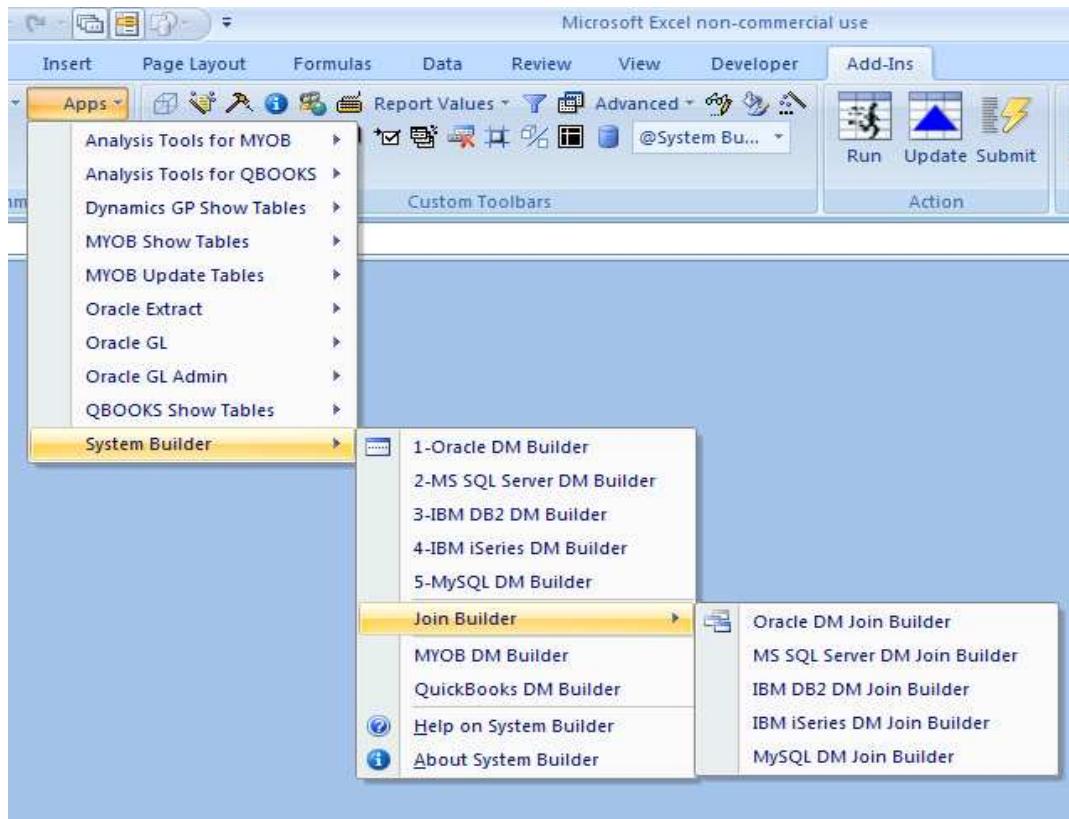 Microsoft Excel non-commercial use
Insert Page Layout Formulas Data Review View Developer Add-Ins
Apps Report Values Advanced
@System Bu...
Run Update Submit
Custom Toolbars Action
Analysis Tools for MYOB
Analysis Tools for QBOOKS
Dynamics GP Show Tables
MYOB Show Tables
MYOB Update Tables
Oracle Extract
Oracle GL
Oracle GL Admin
QBOOKS Show Tables
System Builder
1-Oracle DM Builder
2-MS SQL Server DM Builder
3-IBM DB2 DM Builder
4-IBM iSeries DM Builder
5-MySQL DM Builder
Join Builder
MYOB DM Builder
QuickBooks DM Builder
Help on System Builder
About System Builder
Oracle DM Join Builder
MS SQL Server DM Join Builder
IBM DB2 DM Join Builder
IBM iSeries DM Join Builder
MySQL DM Join Builder